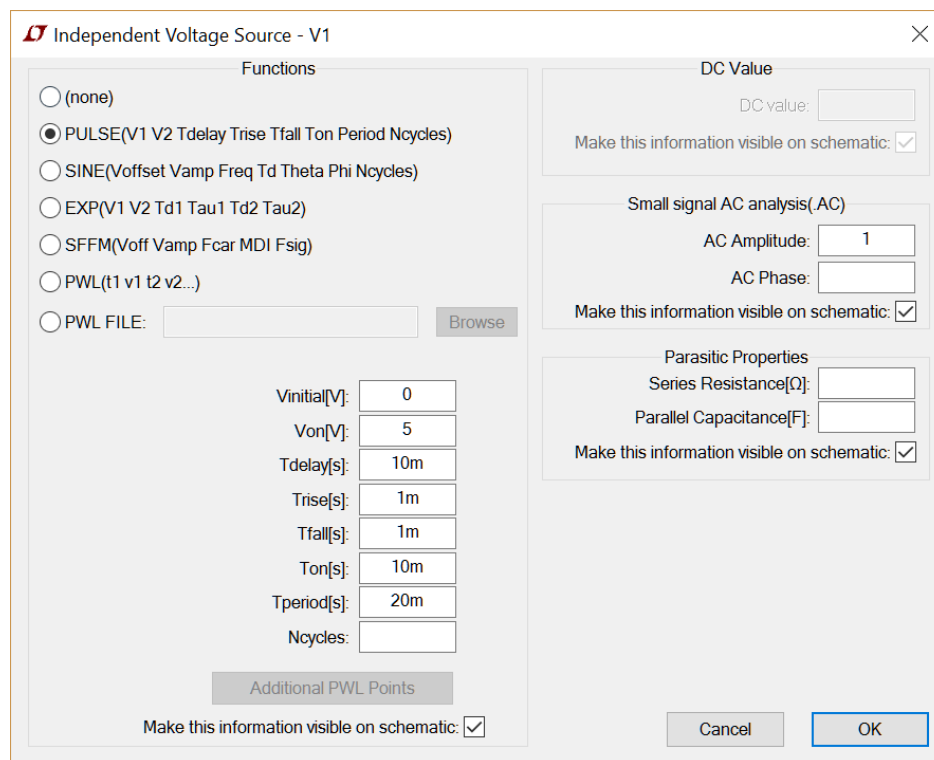 Independent Voltage Source - V1
Functions
(none)
PULSE(V1 V2 Tdelay Trise Tfall Ton Period Ncycles)
SINE(Voffset Vamp Freq Td Theta Phi Ncycles)
EXP(V1 V2 Td1 Tau1 Td2 Tau2)
SFFM(Voff Vamp Fcar MDI Fsig)
PWL(t1 v1 t2 v2...)
PWL FILE:
Browse
Vinitial[V]: 0
Von[V]: 5
Tdelay[s]: 10m
Trise[s]: 1m
Tfall[s]: 1m
Ton[s]: 10m
Tperiod[s]: 20m
Ncycles:
Additional PWL Points
Make this information visible on schematic:
DC Value
DC value:
Make this information visible on schematic:
Small signal AC analysis(.AC)
AC Amplitude: 1
AC Phase:
Make this information visible on schematic:
Parasitic Properties
Series Resistance[Ω]:
Parallel Capacitance[F]:
Make this information visible on schematic:
Cancel
OK